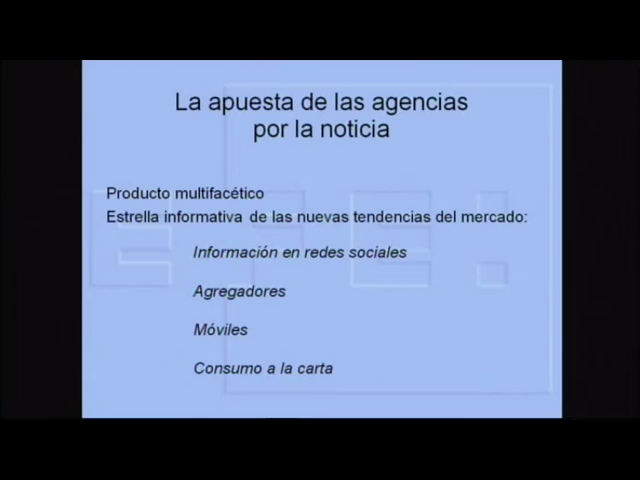 La apuesta de las agencias
por la noticia
Producto multifacético
Estrella informativa de las nuevas tendencias del mercado:
Información en redes sociales
Agregadores
Móviles
Consumo a la carta
EFE: